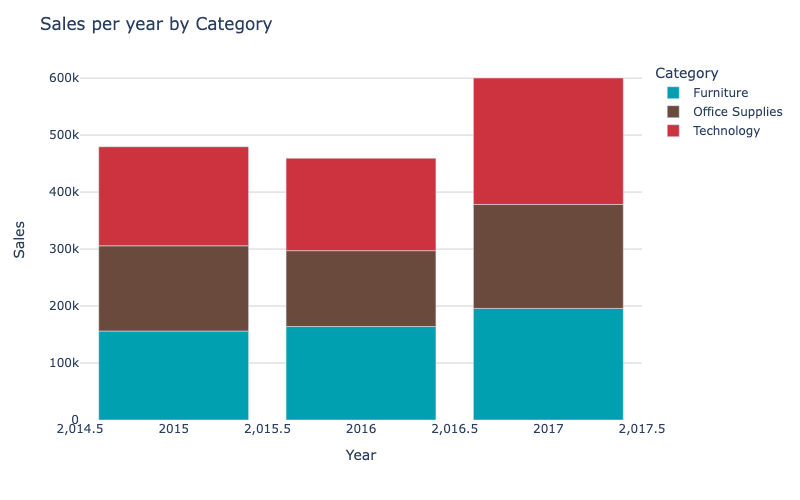 Sales per year by Category
Category
Furniture
Office Supplies
Technology
Sales
600k
500k
400k
300k
200k
100k
0
2,014.5 2015 2,015.5 2016 2,016.5 2017 2,017.5
Year